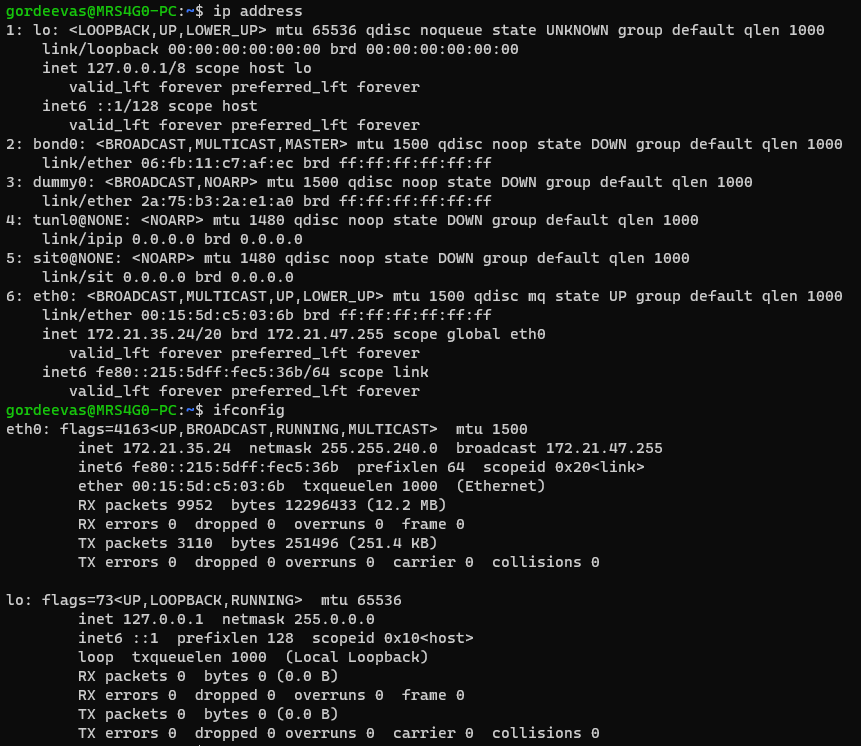 gordeevas@MRS4G0-PC:~$ ip address
1: lo: <LOOPBACK,UP,LOWER_UP> mtu 65536 qdisc noqueue state UNKNOWN group default qlen 1000
    link/loopback 00:00:00:00:00:00 brd 00:00:00:00:00:00
    inet 127.0.0.1/8 scope host lo
       valid_lft forever preferred_lft forever
    inet6 ::1/128 scope host
       valid_lft forever preferred_lft forever
2: bond0: <BROADCAST,MULTICAST,MASTER> mtu 1500 qdisc noop state DOWN group default qlen 1000
    link/ether 06:fb:11:c7:af:ec brd ff:ff:ff:ff:ff:ff
3: dummy0: <BROADCAST,NOARP> mtu 1500 qdisc noop state DOWN group default qlen 1000
    link/ether 2a:75:b3:2a:e1:a0 brd ff:ff:ff:ff:ff:ff
4: tunl0@NONE: <NOARP> mtu 1480 qdisc noop state DOWN group default qlen 1000
    link/ipip 0.0.0.0 brd 0.0.0.0
5: sit0@NONE: <NOARP> mtu 1480 qdisc noop state DOWN group default qlen 1000
    link/sit 0.0.0.0 brd 0.0.0.0
6: eth0: <BROADCAST,MULTICAST,UP,LOWER_UP> mtu 1500 qdisc mq state UP group default qlen 1000
    link/ether 00:15:5d:c5:03:6b brd ff:ff:ff:ff:ff:ff
    inet 172.21.35.24/20 brd 172.21.47.255 scope global eth0
       valid_lft forever preferred_lft forever
    inet6 fe80::215:5dff:fec5:36b/64 scope link
       valid_lft forever preferred_lft forever
gordeevas@MRS4G0-PC:~$ ifconfig
eth0: flags=4163<UP,BROADCAST,RUNNING,MULTICAST>  mtu 1500
        inet 172.21.35.24  netmask 255.255.240.0  broadcast 172.21.47.255
        inet6 fe80::215:5dff:fec5:36b  prefixlen 64  scopeid 0x20<link>
        ether 00:15:5d:c5:03:6b  txqueuelen 1000  (Ethernet)
        RX packets 9952  bytes 12296433 (12.2 MB)
        RX errors 0  dropped 0  overruns 0  frame 0
        TX packets 3110  bytes 251496 (251.4 KB)
        TX errors 0  dropped 0 overruns 0  carrier 0  collisions 0

lo: flags=73<UP,LOOPBACK,RUNNING>  mtu 65536
        inet 127.0.0.1  netmask 255.0.0.0
        inet6 ::1  prefixlen 128  scopeid 0x10<host>
        loop  txqueuelen 1000  (Local Loopback)
        RX packets 0  bytes 0 (0.0 B)
        RX errors 0  dropped 0  overruns 0  frame 0
        TX packets 0  bytes 0 (0.0 B)
        TX errors 0  dropped 0 overruns 0  carrier 0  collisions 0